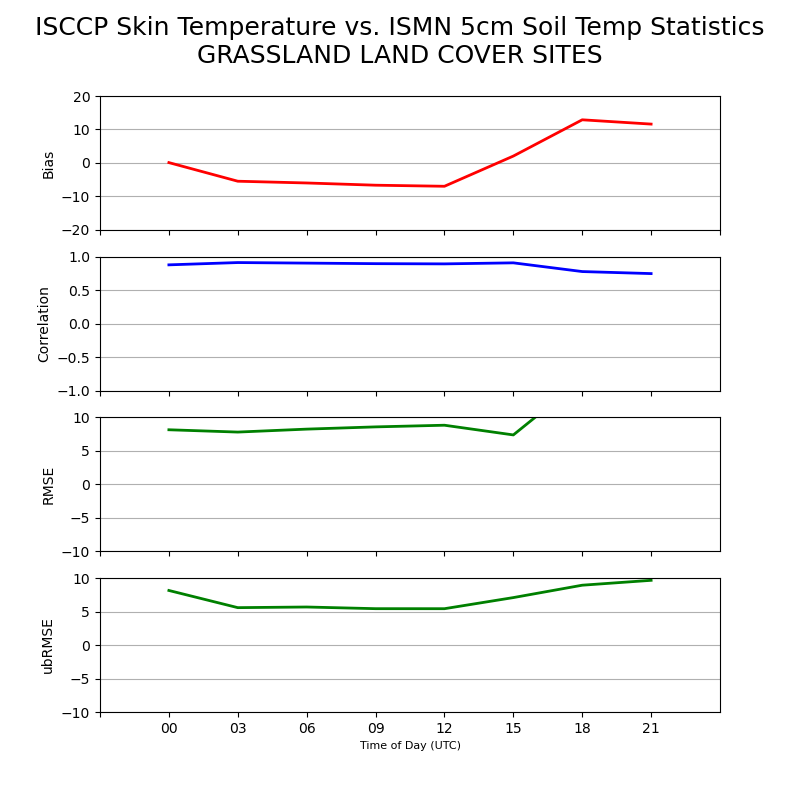 ISCCP Skin Temperature vs. ISMN 5cm Soil Temp Statistics
GRASSLAND LAND COVER SITES
20
10
0
−10
−20
Bias
1.0
0.5
0.0
−0.5
−1.0
Correlation
10
5
0
−5
−10
RMSE
10
5
0
−5
−10
ubRMSE
00 03 06 09 12 15 18 21
Time of Day (UTC)